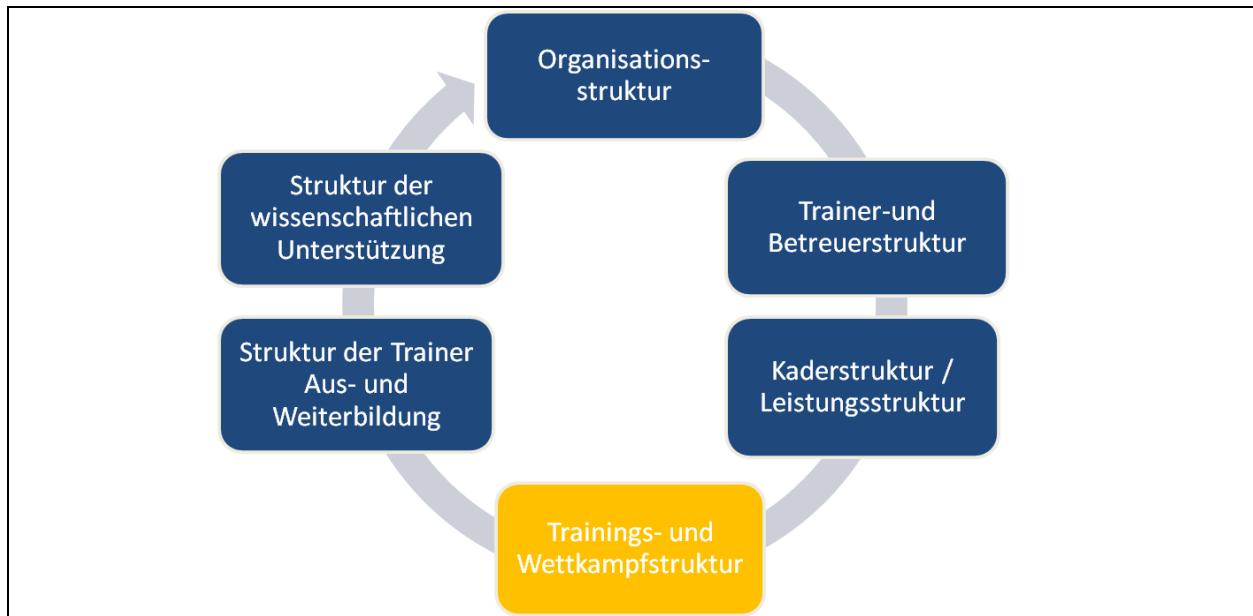 Organisations-
struktur
Trainer-und
Betreuerstruktur
Kaderstruktur /
Leistungsstruktur
Trainings- und
Wettkampfstruktur
Struktur der Trainer
Aus- und
Weiterbildung
Struktur der
wissenschaftlichen
Unterstützung